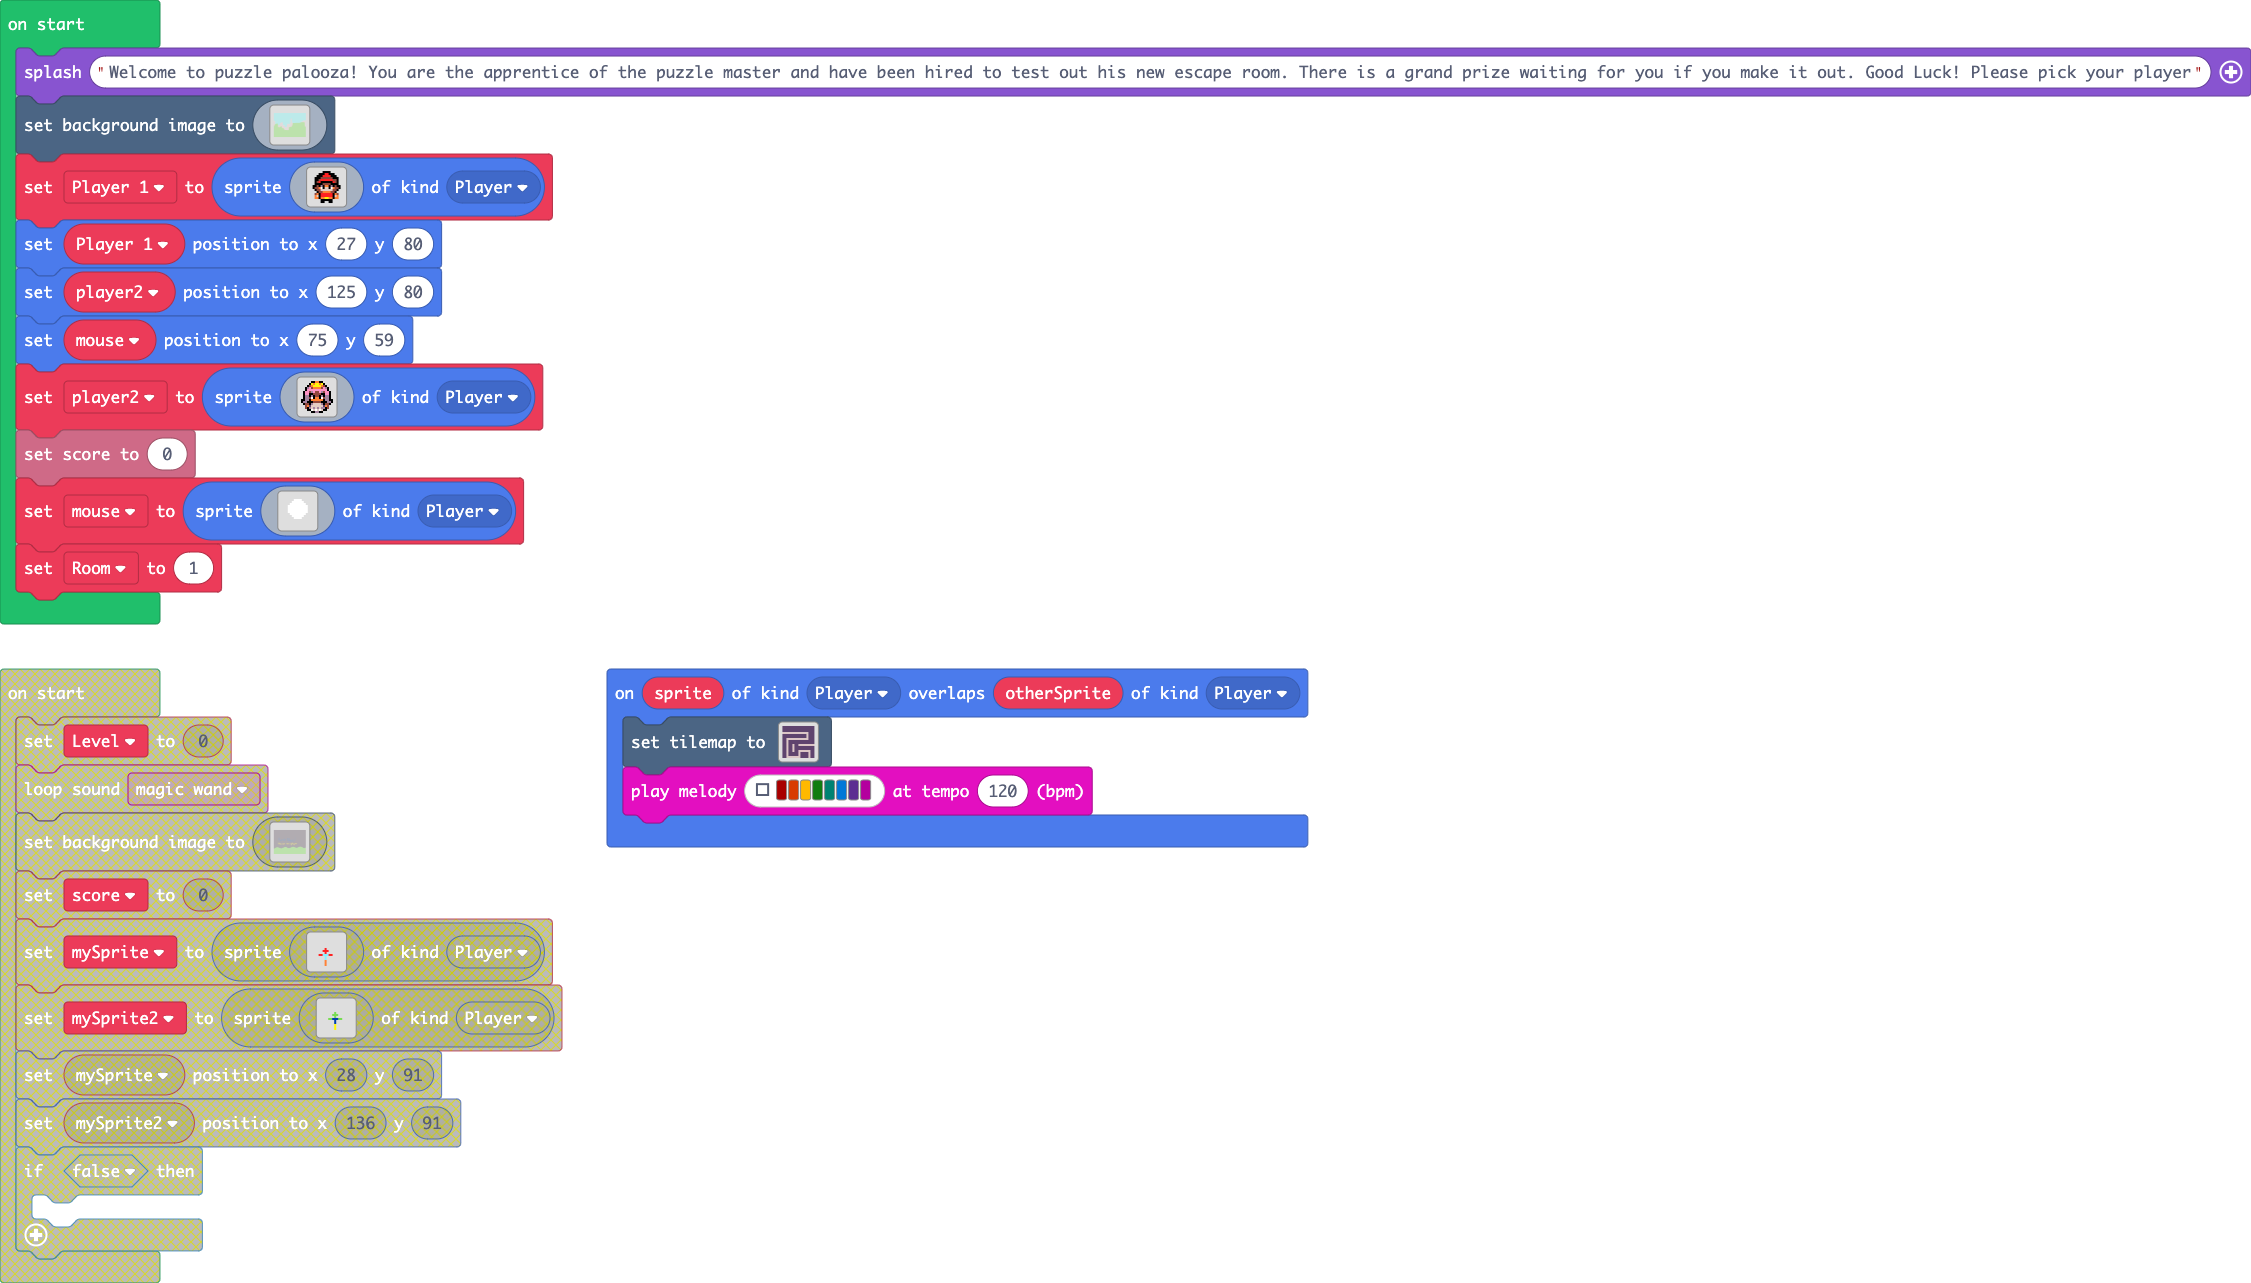 on start
splash "Welcome to puzzle palooza! You are the apprentice of the puzzle master and have been hired to test out his new escape room. There is a grand prize waiting for you if you make it out. Good Luck! Please pick your player"
set background image to
set Player 1 to sprite of kind Player
set Player 1 position to x 27 y 80
set player2 position to x 125 y 80
set mouse position to x 75 y 59
set player2 to sprite of kind Player
set score to 0
set mouse to sprite of kind Player
set Room to 1
on start
set Level to 0
loop sound magic wand
set background image to
set score to 0
set mySprite to sprite of kind Player
set mySprite2 to sprite of kind Player
set mySprite position to x 28 y 91
set mySprite2 position to x 136 y 91
if false then
on sprite of kind Player overlaps otherSprite of kind Player
set tilemap to
play melody at tempo 120 (bpm)